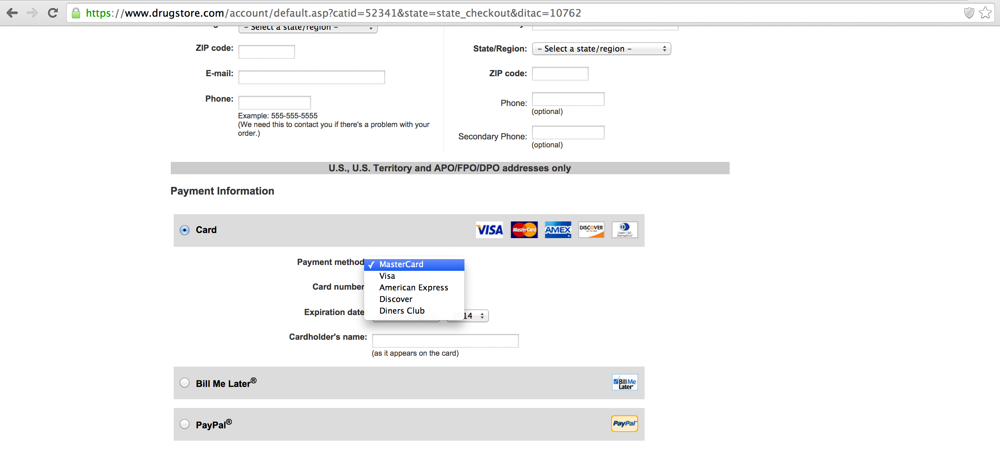 https://www.drugstore.com/account/default.asp?catid=52341&state=state_checkout&ditac=10762
– Select a state/region –
ZIP code:
E-mail:
Phone:
Example: 555-555-5555
(We need this to contact you if there's a problem with your
order.)
State/Region:
– Select a state/region –
ZIP code:
Phone:
(optional)
Secondary Phone:
(optional)
U.S., U.S. Territory and APO/FPO/DPO addresses only
Payment Information
Card
VISA
MasterCard
AMEX
DISCOVER
NETWORK
Payment method
✓ MasterCard
Visa
American Express
Discover
Diners Club
Card number
Expiration date
14
Cardholder's name:
(as it appears on the card)
Bill Me Later®
Bill Me
Later
PayPal®
PayPal